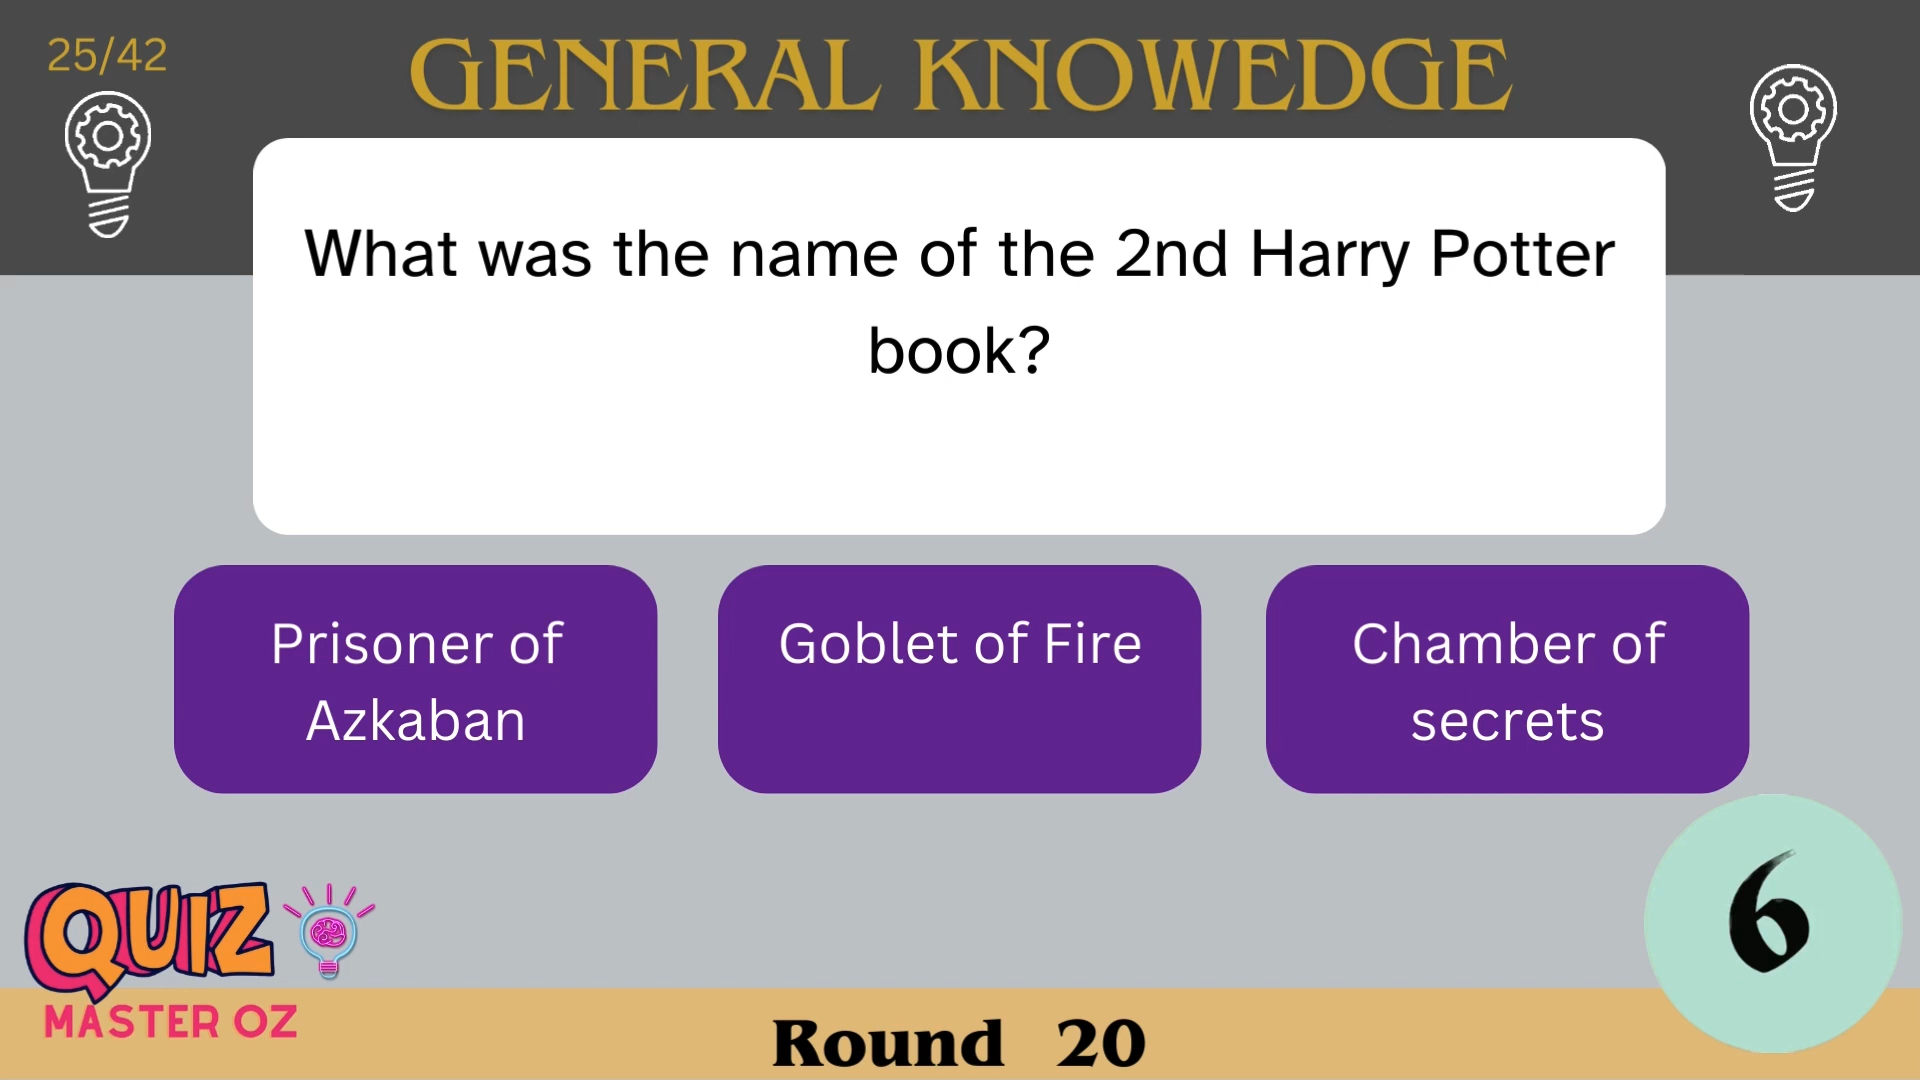 25/42
GENERAL KNOWEDGE
What was the name of the 2nd Harry Potter
book?
Prisoner of
Azkaban
Goblet of Fire
Chamber of
secrets
6
QUIZ
MASTER OZ
Round 20